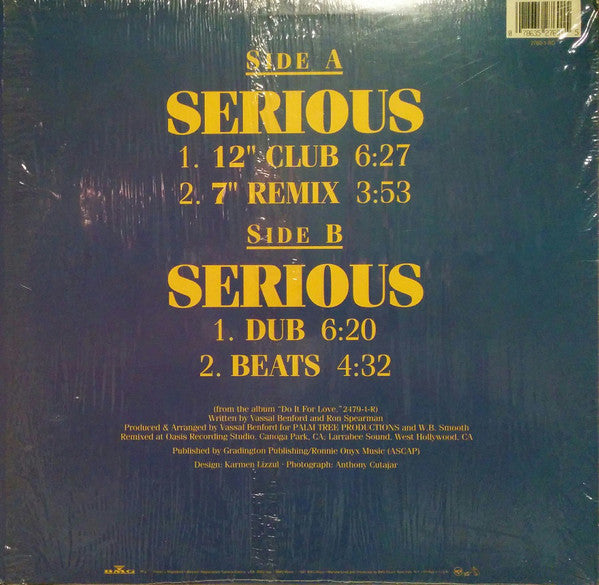 SIDE A
SERIOUS
1. 12" CLUB 6:27
2. 7" REMIX 3:53
SIDE B
SERIOUS
1. DUB 6:20
2. BEATS 4:32
(from the album "Do It For Love," 2479-1-R)
Written by Vassal Benford and Ron Spearman
Produced & Arranged by Vassal Benford for PALM TREE PRODUCTIONS and W.B. Smooth
Remixed at Oasis Recording Studio, Canoga Park, CA, Larrabee Sound, West Hollywood, CA
Published by Gradington Publishing/Ronnie Onyx Music (ASCAP)
Design: Karmen Lizzul · Photograph: Anthony Cutajar
BMG